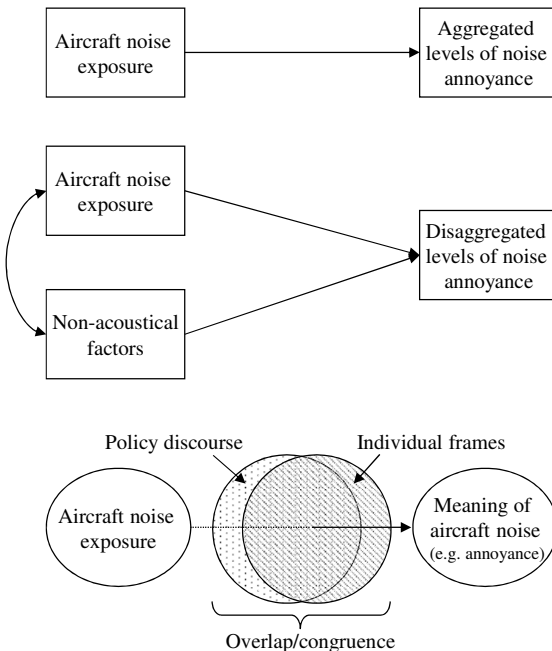 Aircraft noise
exposure
Aggregated
levels of noise
annoyance
Aircraft noise
exposure
Disaggregated
levels of noise
annoyance
Non-acoustical
factors
Policy discourse
Individual frames
Aircraft noise
exposure
Meaning of
aircraft noise
(e.g. annoyance)
Overlap/congruence